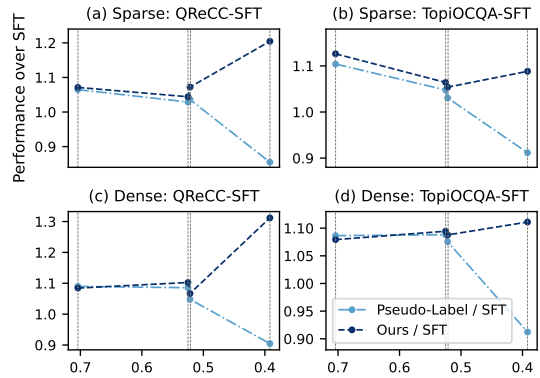 (a) Sparse: QReCC-SFT
(b) Sparse: TopiOCQA-SFT
Performance over SFT
1.2
1.1
1.0
0.9
1.1
1.0
0.9
(c) Dense: QReCC-SFT
(d) Dense: TopiOCQA-SFT
1.3
1.2
1.1
1.0
0.9
1.10
1.05
1.00
0.95
0.90
Pseudo-Label / SFT
Ours / SFT
0.7 0.6 0.5 0.4
0.7 0.6 0.5 0.4